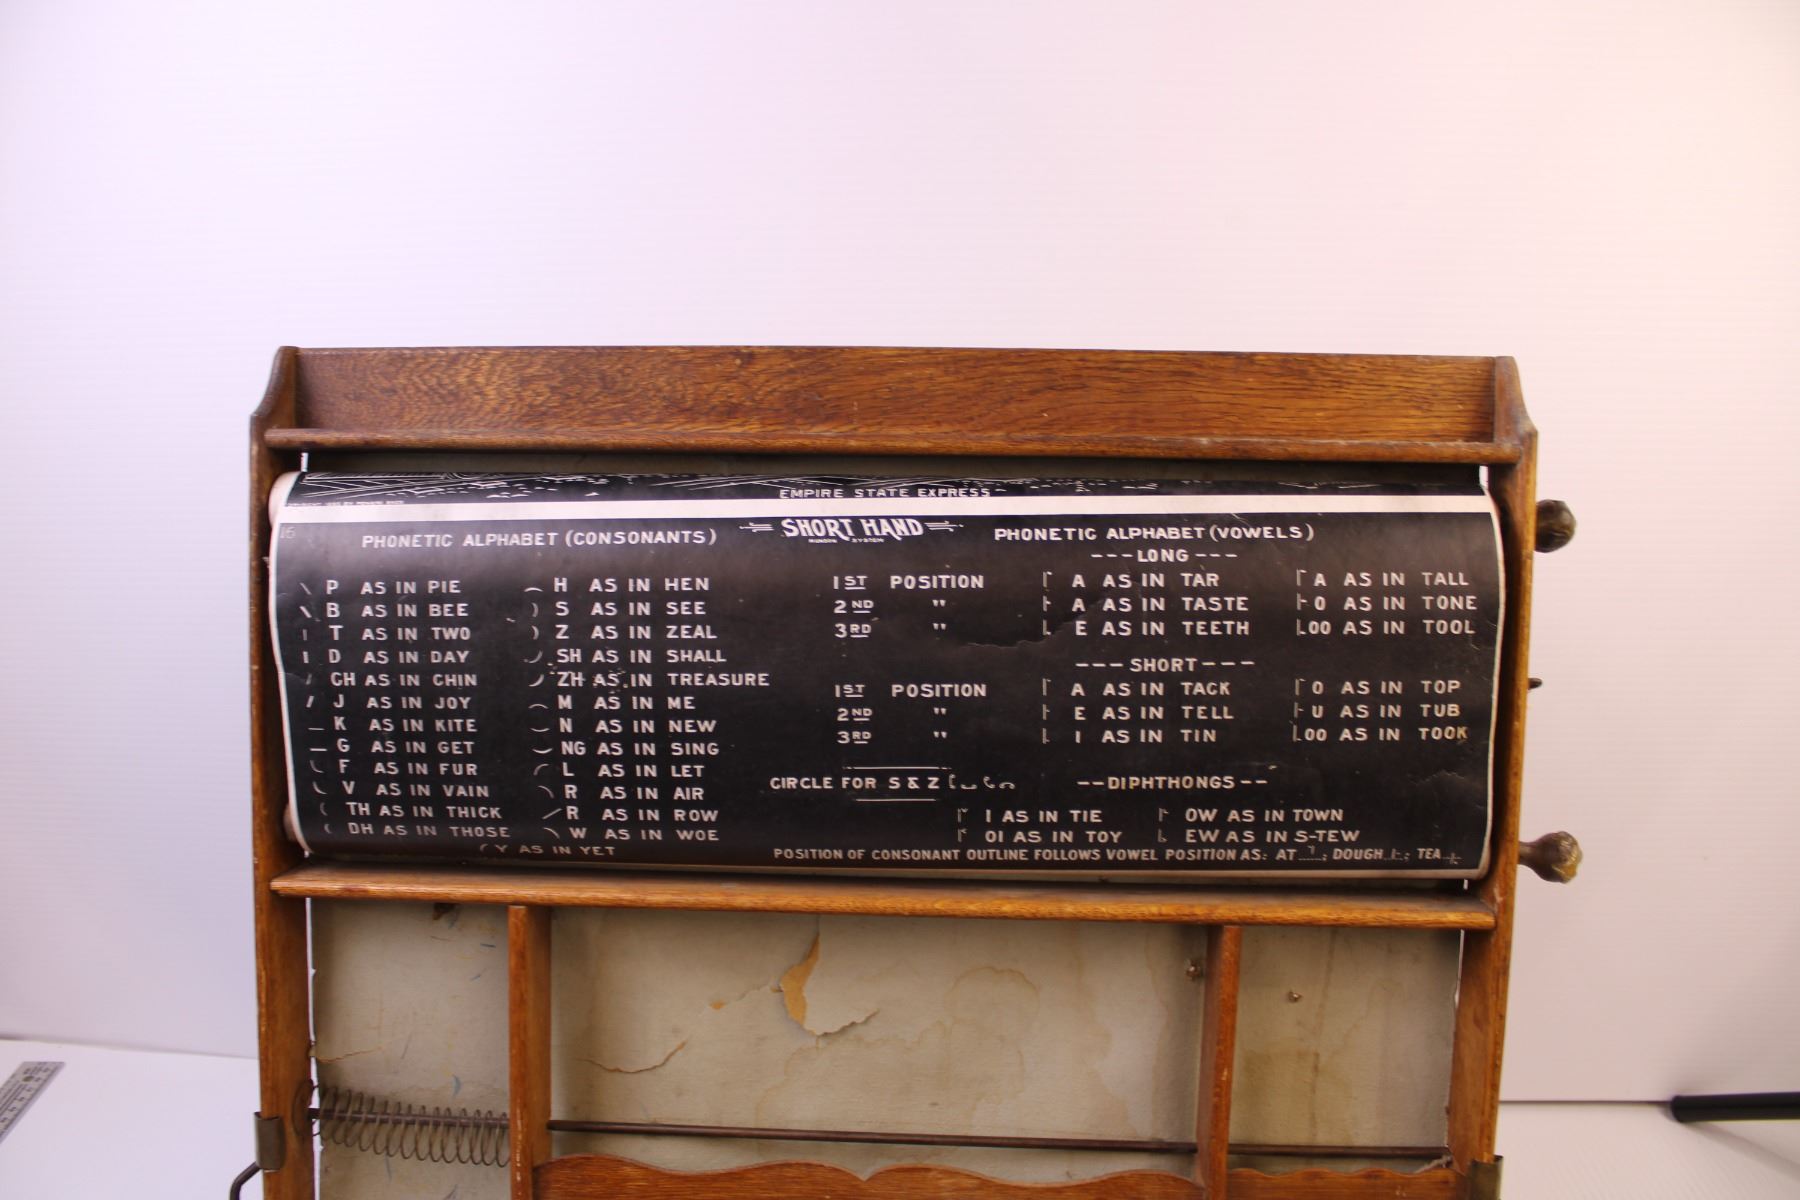 EMPIRE STATE EXPRESS
16
SHORT HAND
MUNSON SYSTEM
PHONETIC ALPHABET (CONSONANTS)
P AS IN PIE
B AS IN BEE
T AS IN TWO
D AS IN DAY
CH AS IN CHIN
J AS IN JOY
K AS IN KITE
G AS IN GET
F AS IN FUR
V AS IN VAIN
TH AS IN THICK
DH AS IN THOSE
H AS IN HEN
S AS IN SEE
Z AS IN ZEAL
SH AS IN SHALL
ZH AS IN TREASURE
M AS IN ME
N AS IN NEW
NG AS IN SING
L AS IN LET
R AS IN AIR
R AS IN ROW
W AS IN WOE
Y AS IN YET
PHONETIC ALPHABET (VOWELS)
---LONG---
1ST POSITION A AS IN TAR A AS IN TALL
2ND " A AS IN TASTE O AS IN TONE
3RD " E AS IN TEETH OO AS IN TOOL
---SHORT---
1ST POSITION A AS IN TACK O AS IN TOP
2ND " E AS IN TELL U AS IN TUB
3RD " I AS IN TIN OO AS IN TOOK
CIRCLE FOR S & Z
--DIPHTHONGS--
I AS IN TIE OW AS IN TOWN
OI AS IN TOY EW AS IN S-TEW
POSITION OF CONSONANT OUTLINE FOLLOWS VOWEL POSITION AS: AT ; DOUGH ; TEA